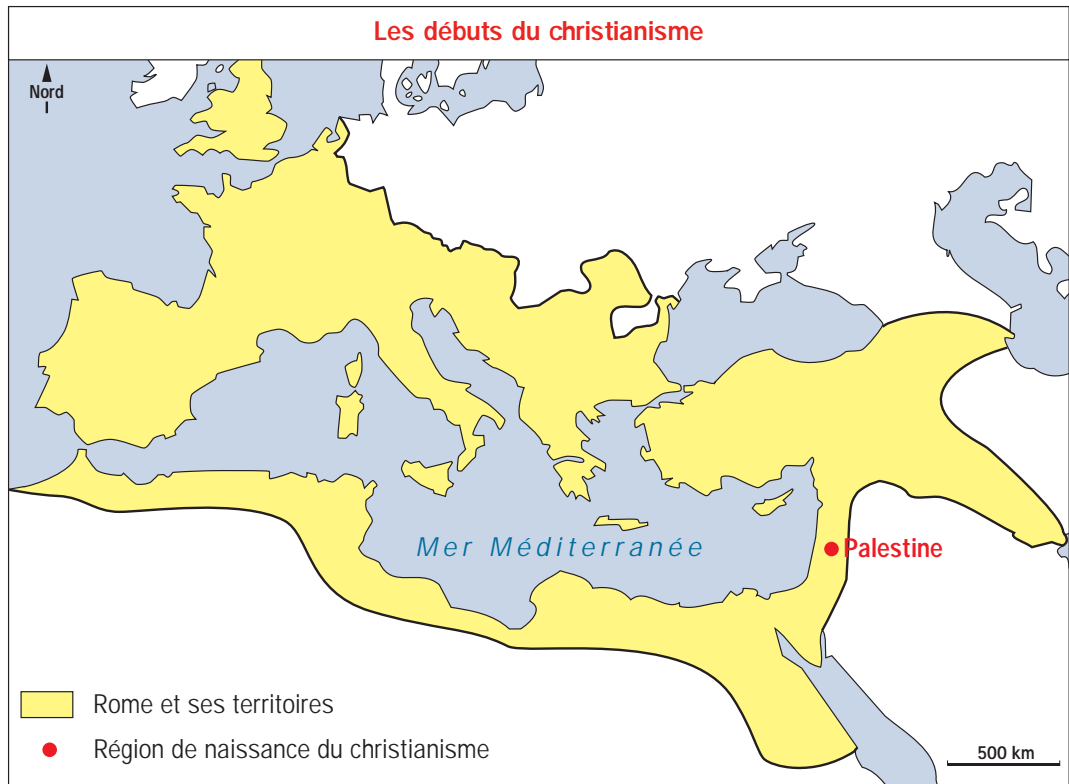 Les débuts du christianisme
Nord
Mer Méditerranée
Palestine
Rome et ses territoires
Région de naissance du christianisme
500 km